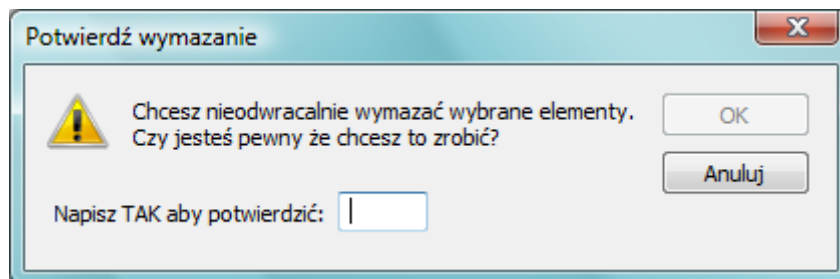 Potwierdź wymazanie
Chcesz nieodwracalnie wymazać wybrane elementy.
Czy jesteś pewny że chcesz to zrobić?
OK
Anuluj
Napisz TAK aby potwierdzić: